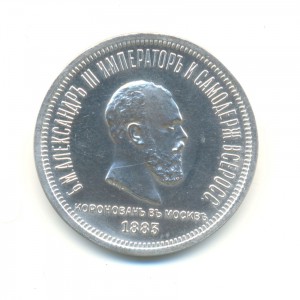 Б.М.АЛЕКСАНДРЪ III ИМПЕРАТОРЪ И САМОДЕРЖ.ВСЕРОСС.
КОРОНОВАНЪ ВЪ МОСКВѢ
1883